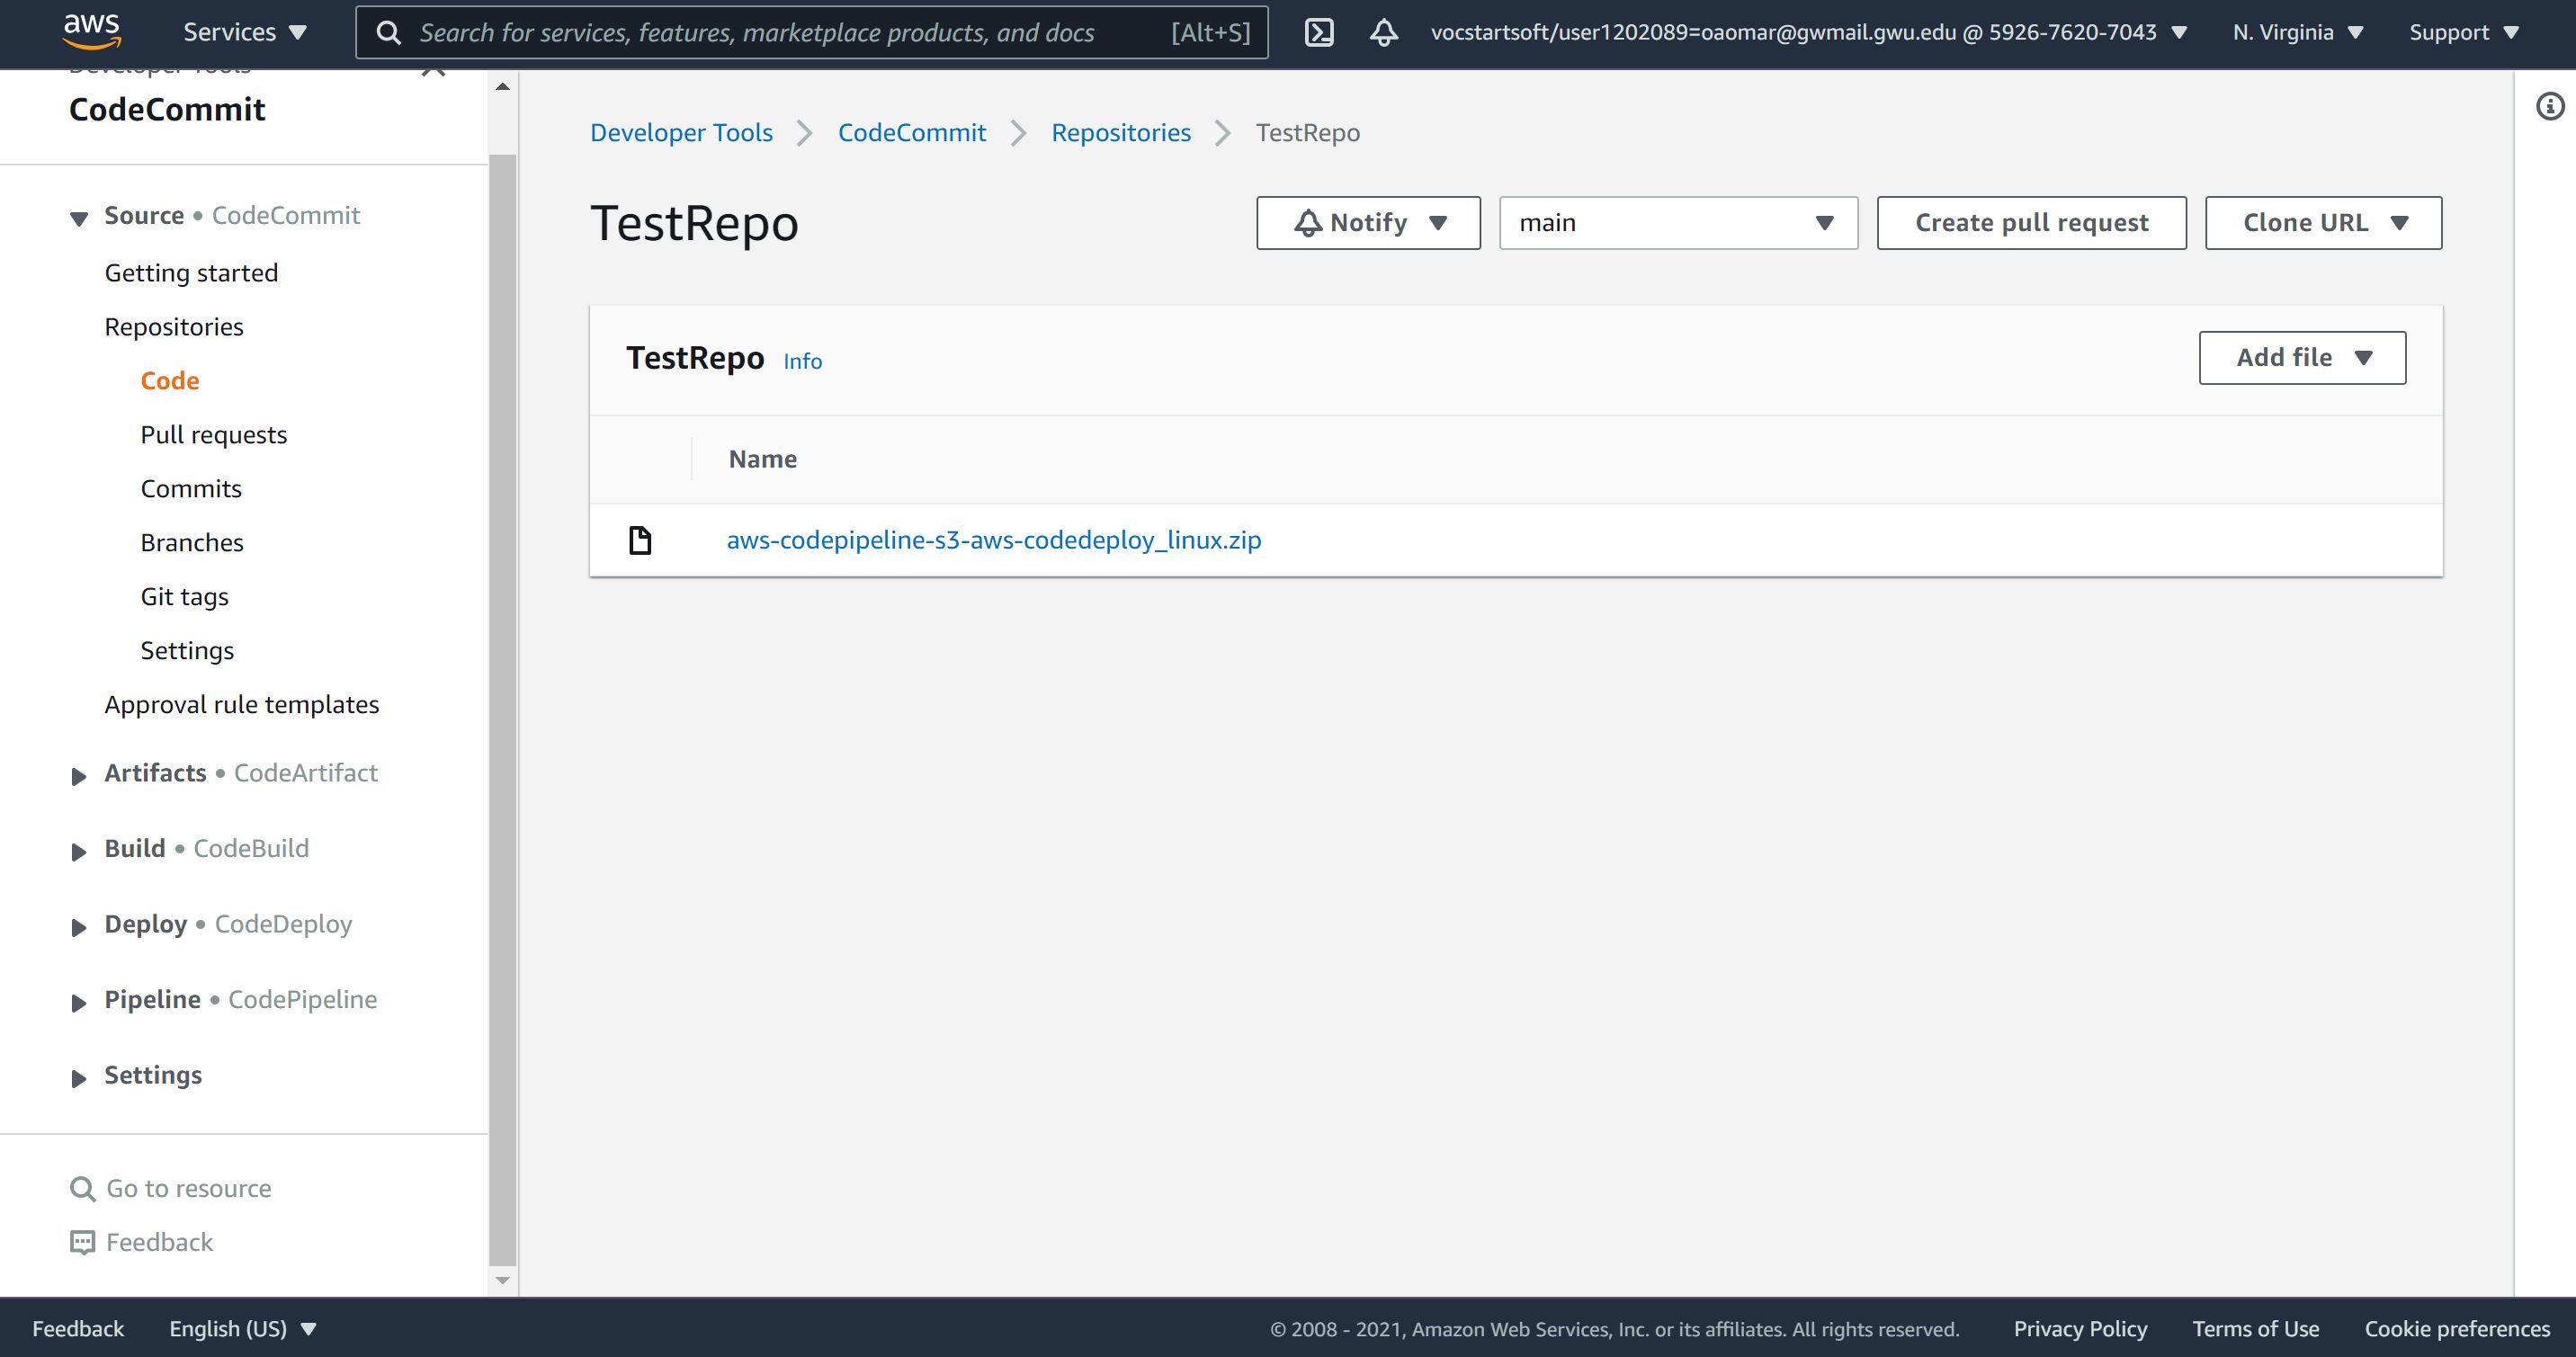 aws
Services
Search for services, features, marketplace products, and docs [Alt+S]
vocstartsoft/user1202089=oaomar@gwmail.gwu.edu @ 5926-7620-7043
N. Virginia
Support
Developer Tools
CodeCommit
Source • CodeCommit
Getting started
Repositories
Code
Pull requests
Commits
Branches
Git tags
Settings
Approval rule templates
Artifacts • CodeArtifact
Build • CodeBuild
Deploy • CodeDeploy
Pipeline • CodePipeline
Settings
Go to resource
Feedback
Developer Tools
CodeCommit
Repositories
TestRepo
TestRepo
Notify
main
Create pull request
Clone URL
TestRepo Info
Add file
Name
aws-codepipeline-s3-aws-codedeploy_linux.zip
Feedback
English (US)
© 2008 - 2021, Amazon Web Services, Inc. or its affiliates. All rights reserved.
Privacy Policy
Terms of Use
Cookie preferences